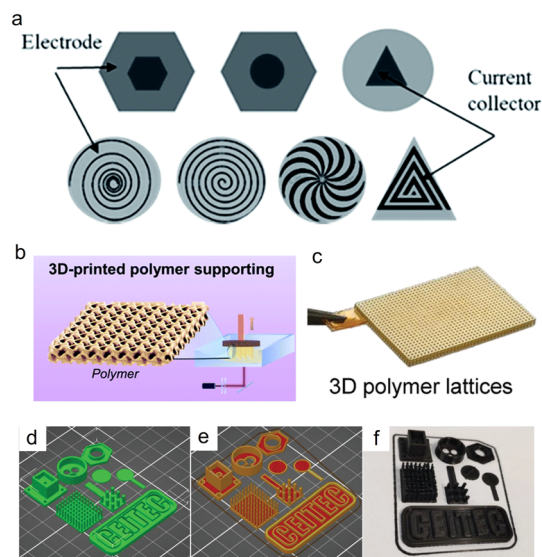 a
Electrode
Current
collector
b
3D-printed polymer supporting
Polymer
c
3D polymer lattices
d
CEITEC
e
CEITEC
f
CEITEC